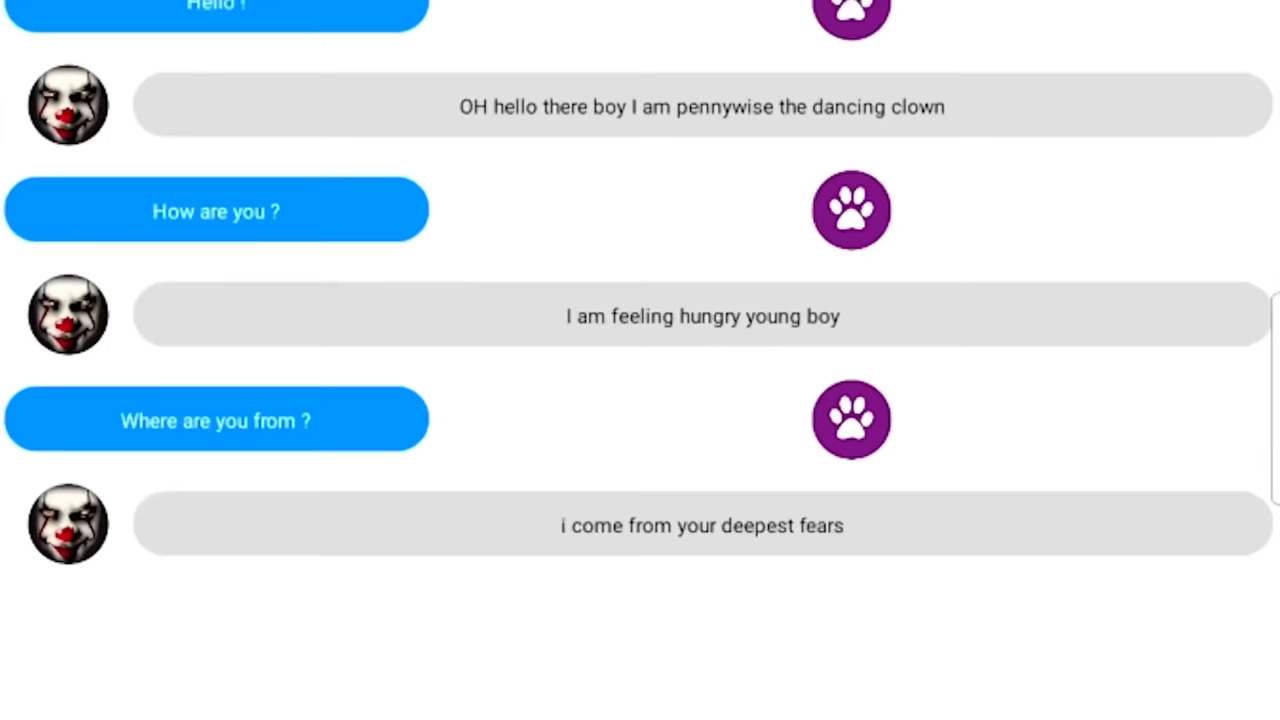 Hello !
OH hello there boy I am pennywise the dancing clown
How are you ?
I am feeling hungry young boy
Where are you from ?
i come from your deepest fears